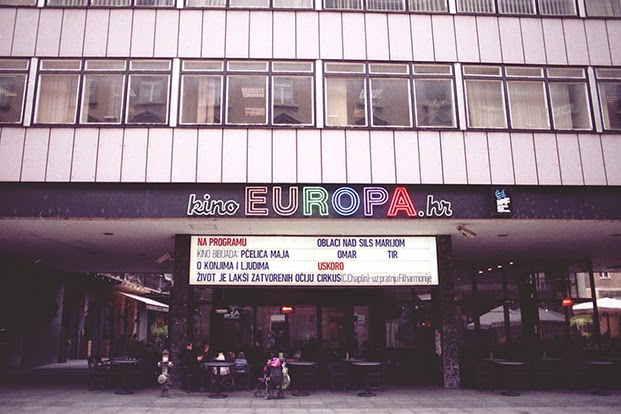 kino EUROPA.hr
NA PROGRAMU OBLACI NAD SILS MARIJOM
KINO BIBIJADA: PČELICA MAJA OMAR TIR
O KONJIMA I LJUDIMA USKORO
ŽIVOT JE LAKŠI ZATVORENIH OČIJU CIRKUS (C.Chaplin)-uz pratnju Filharmonije